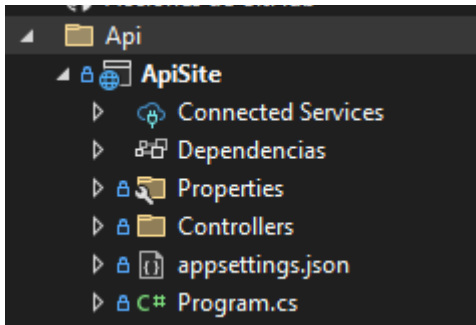 Api
ApiSite
Connected Services
Dependencias
Properties
Controllers
appsettings.json
C# Program.cs